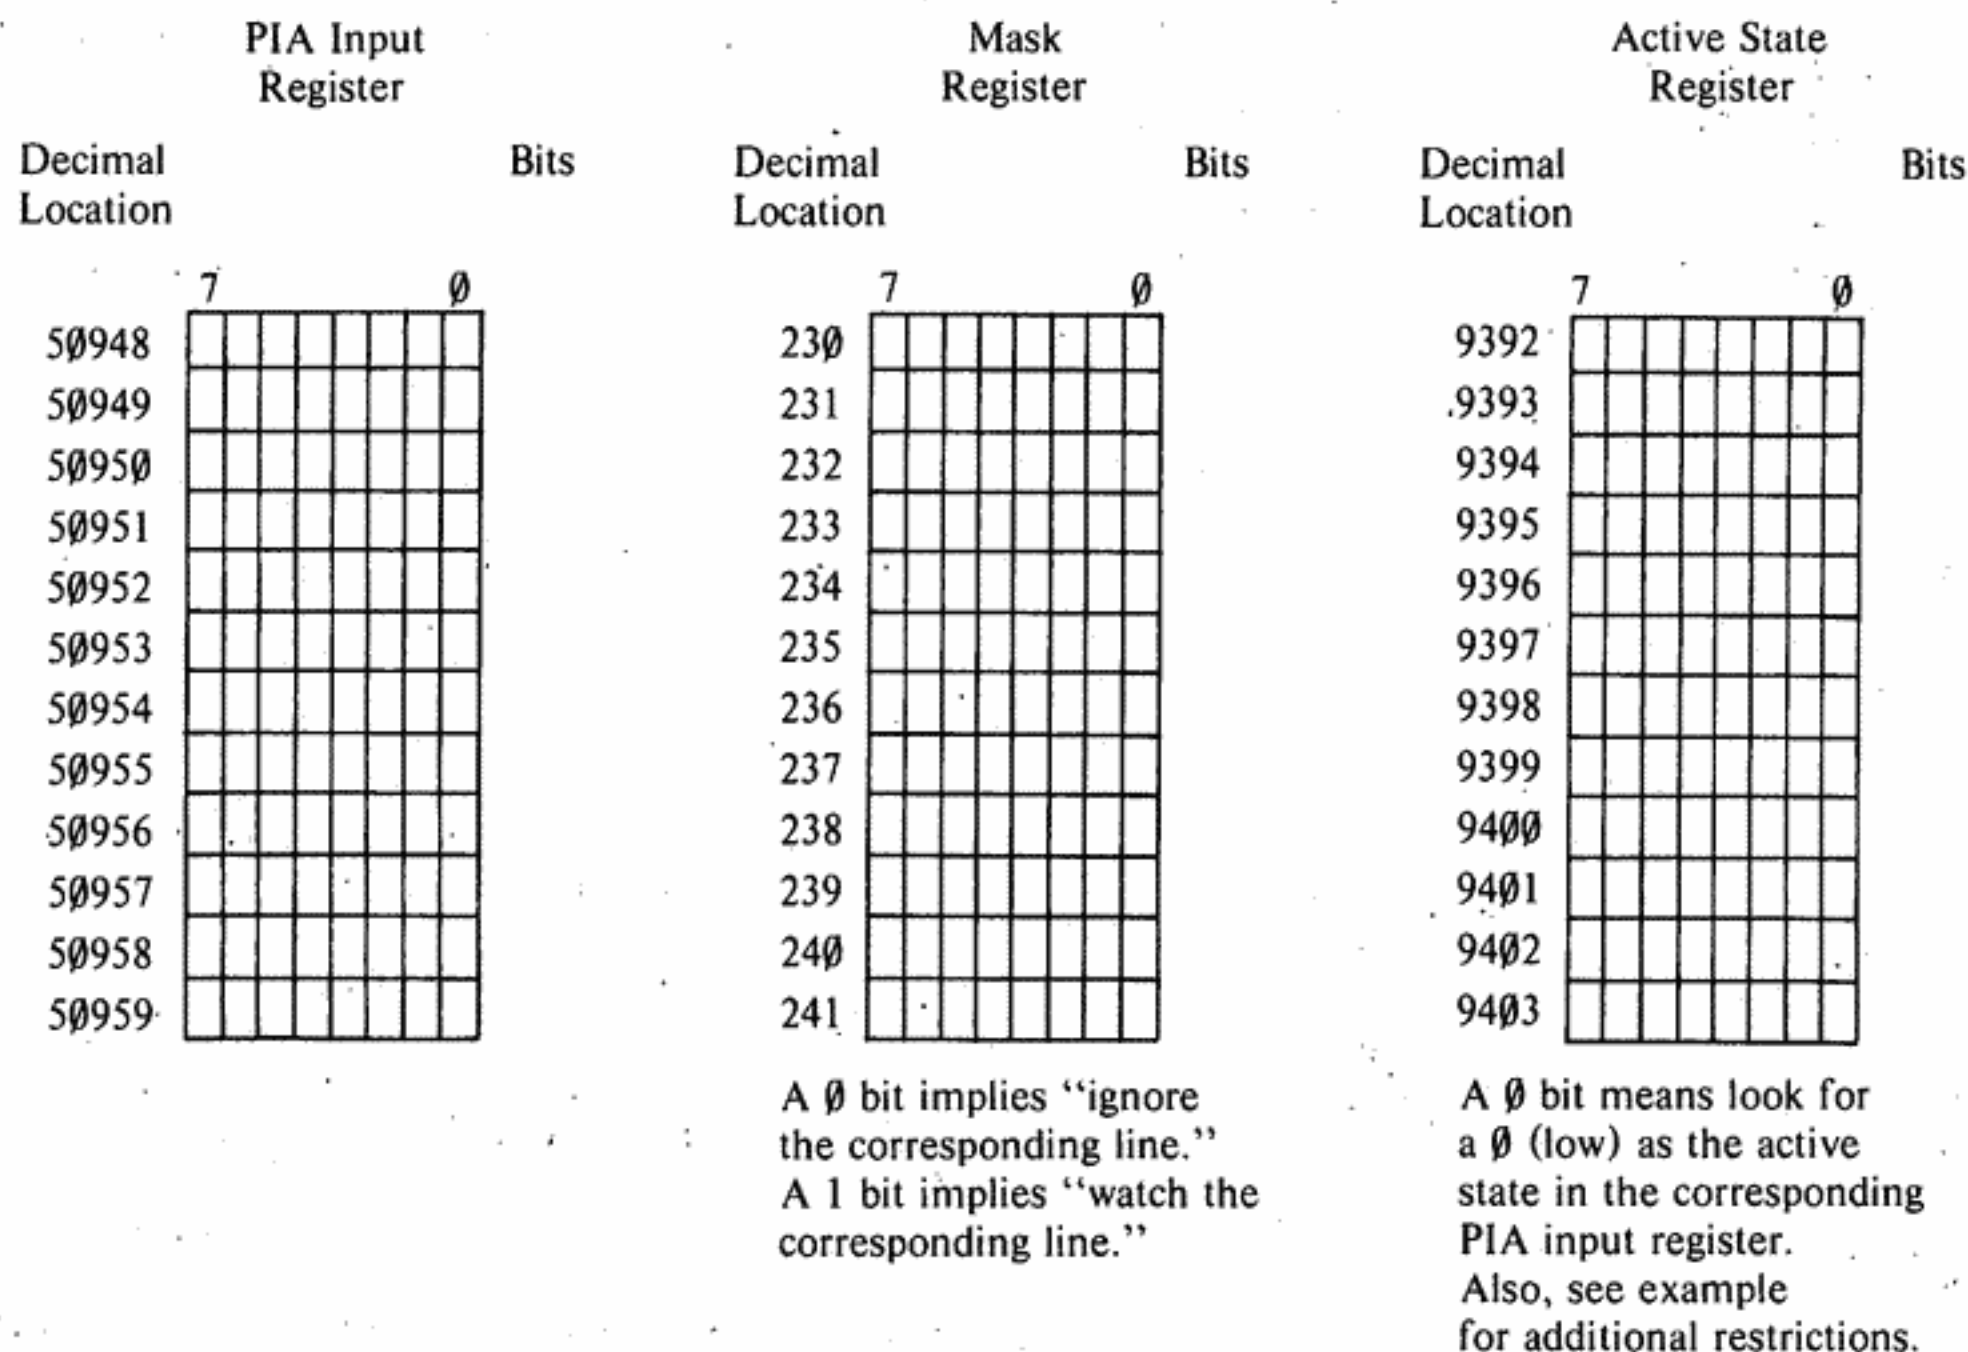 PIA Input
Register
Decimal
Location
Bits
7 Ø
5Ø948
5Ø949
5Ø95Ø
5Ø951
5Ø952
5Ø953
5Ø954
5Ø955
5Ø956
5Ø957
5Ø958
5Ø959
Mask
Register
Decimal
Location
Bits
7 Ø
23Ø
231
232
233
234
235
236
237
238
239
24Ø
241
A Ø bit implies “ignore
the corresponding line.”
A 1 bit implies “watch the
corresponding line.”
Active State
Register
Decimal
Location
Bits
7 Ø
9392
9393
9394
9395
9396
9397
9398
9399
94ØØ
94Ø1
94Ø2
94Ø3
A Ø bit means look for
a Ø (low) as the active
state in the corresponding
PIA input register.
Also, see example
for additional restrictions.